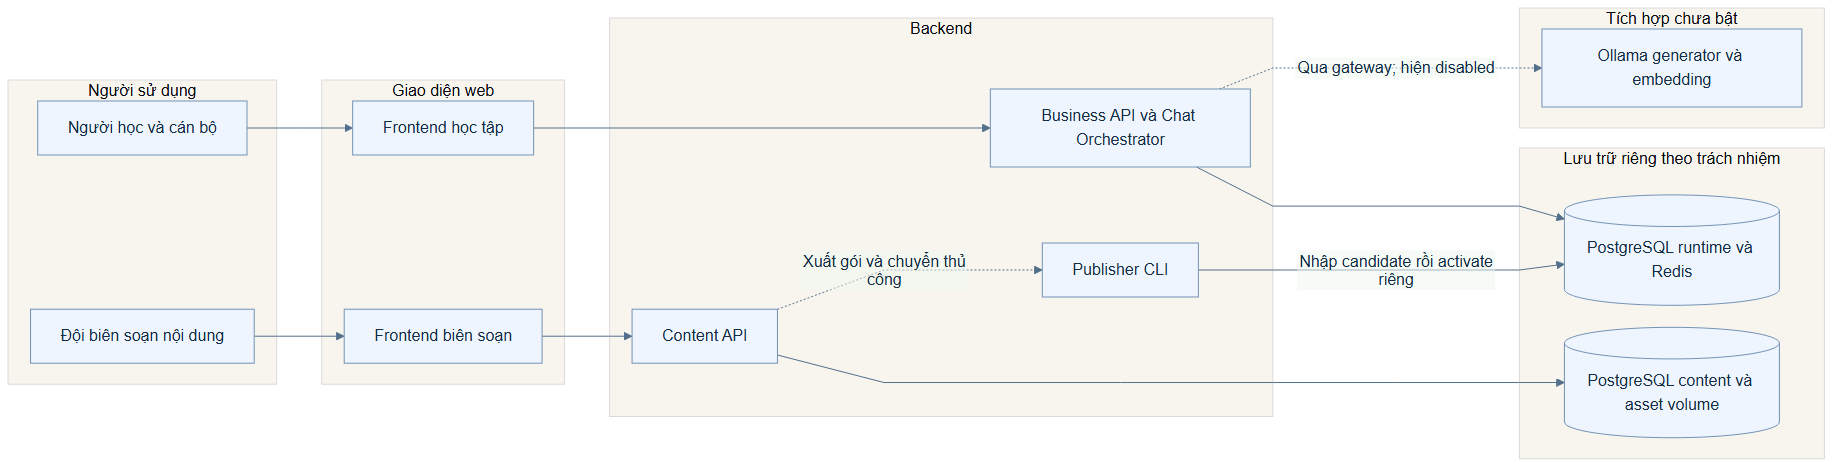 Người sử dụng
Người học và cán bộ
Đội biên soạn nội dung
Giao diện web
Frontend học tập
Frontend biên soạn
Backend
Business API và Chat
Orchestrator
Xuất gói và chuyển thủ
công
Publisher CLI
Content API
Qua gateway; hiện disabled
Nhập candidate rồi activate
riêng
Tích hợp chưa bật
Ollama generator và
embedding
Lưu trữ riêng theo trách nhiệm
PostgreSQL runtime và
Redis
PostgreSQL content và
asset volume